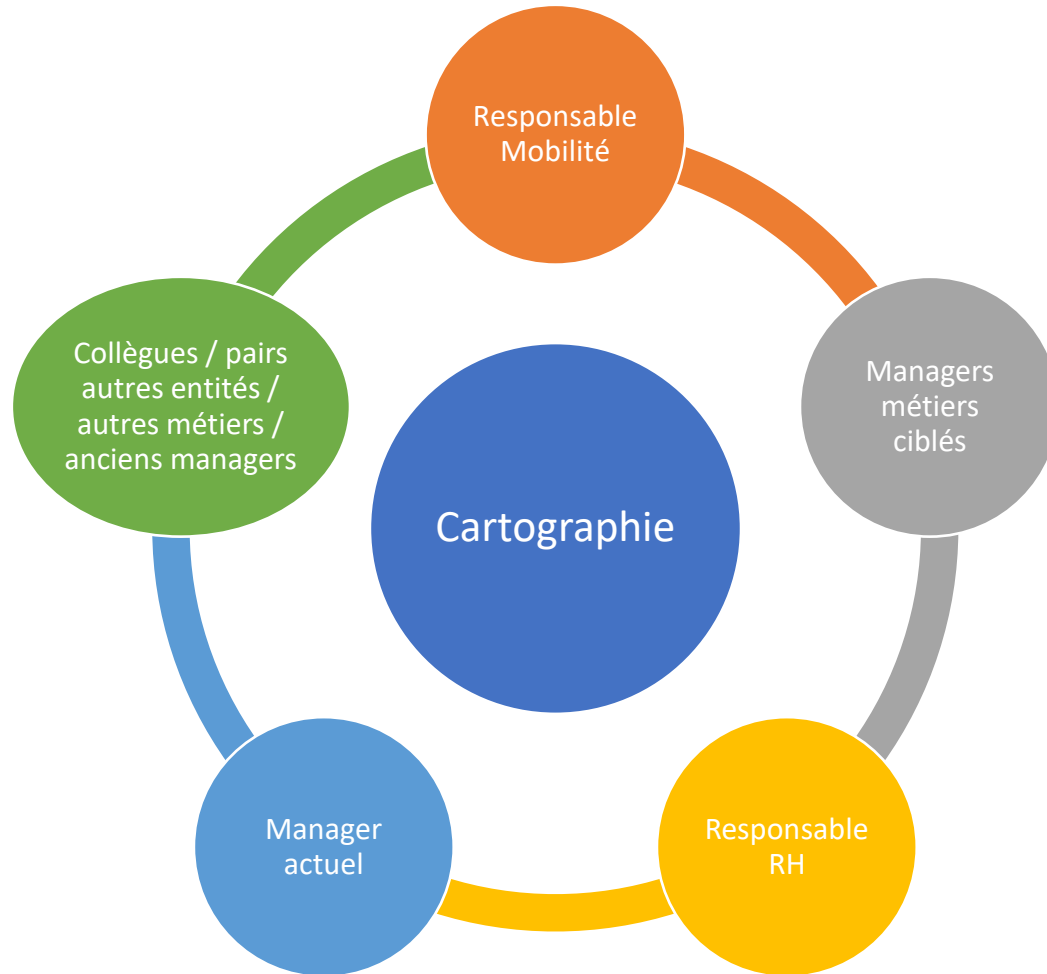 Responsable
Mobilité
Managers
métiers
ciblés
Responsable
RH
Manager
actuel
Collègues / pairs
autres entités /
autres métiers /
anciens managers
Cartographie